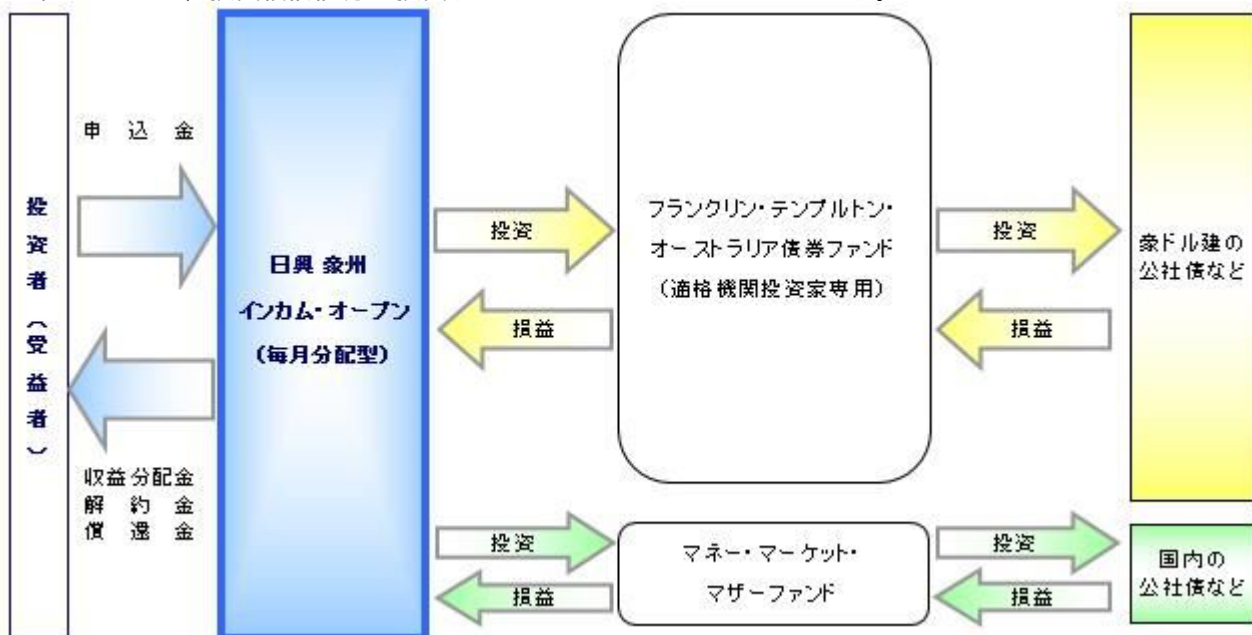 申込金
投資者(受益者)
収益分配金
解約金
償還金
日興 豪州
インカム・オープン
(毎月分配型)
投資
損益
フランクリン・テンプルトン・
オーストラリア債券ファンド
(適格機関投資家専用)
投資
損益
豪ドル建の
公社債など
投資
損益
マネー・マーケット・
マザーファンド
投資
損益
国内の
公社債など